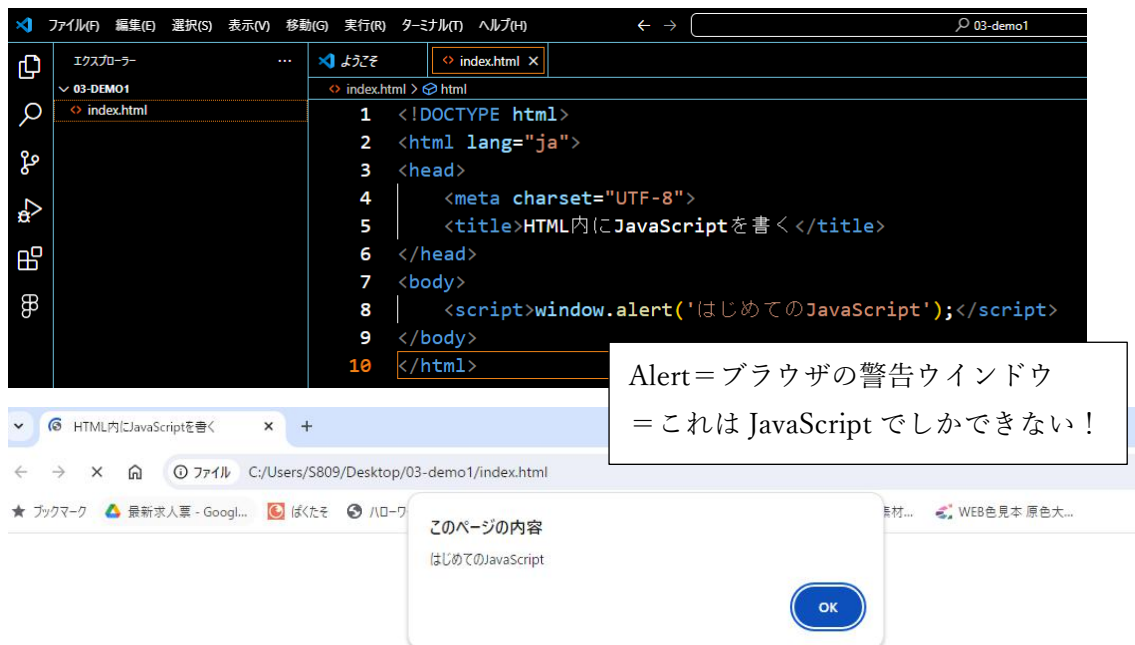 ファイル(F) 編集(E) 選択(S) 表示(V) 移動(G) 実行(R) ターミナル(T) ヘルプ(H) ← → 03-demo1
エクスプローラー ··· ようこそ <> index.html ×
03-DEMO1 <> index.html > html
<> index.html
1 <!DOCTYPE html>
2 <html lang="ja">
3 <head>
4 <meta charset="UTF-8">
5 <title>HTML内にJavaScriptを書く</title>
6 </head>
7 <body>
8 <script>window.alert('はじめてのJavaScript');</script>
9 </body>
10 </html>
Alert＝ブラウザの警告ウインドウ
＝これは JavaScript でしかできない！
HTML内にJavaScriptを書く × +
ファイル C:/Users/S809/Desktop/03-demo1/index.html
ブックマーク 最新求人票 - Googl... ぱくたそ ハローワ 素材... WEB色見本 原色大...
このページの内容
はじめてのJavaScript
OK